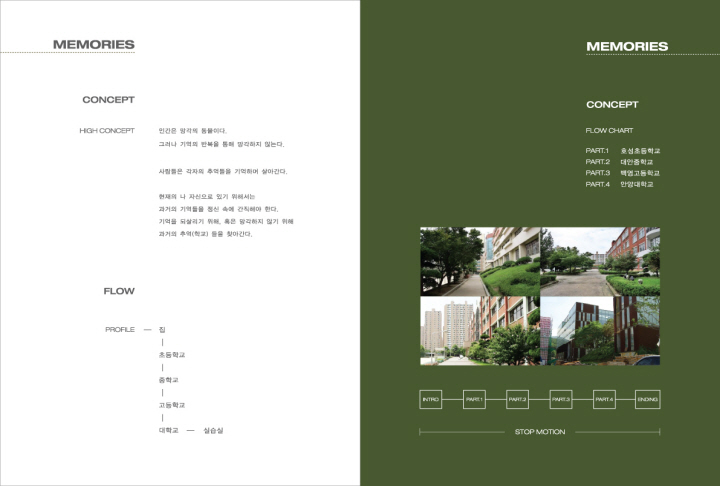 MEMORIES
CONCEPT
HIGH CONCEPT
인간은 망각의 동물이다.
그러나 기억의 반복을 통해 망각하지 않는다.
사람들은 각자의 추억들을 기억하며 살아간다.
현재의 나 자신으로 있기 위해서는
과거의 기억들을 정신 속에 간직해야 한다.
기억을 되살리기 위해, 혹은 망각하지 않기 위해
과거의 추억(학교) 들을 찾아간다.
FLOW
PROFILE — 집
초등학교
중학교
고등학교
대학교 — 실습실
MEMORIES
CONCEPT
FLOW CHART
PART.1 호성초등학교
PART.2 대안중학교
PART.3 백영고등학교
PART.4 안양대학교
INTRO PART.1 PART.2 PART.3 PART.4 ENDING
STOP MOTION